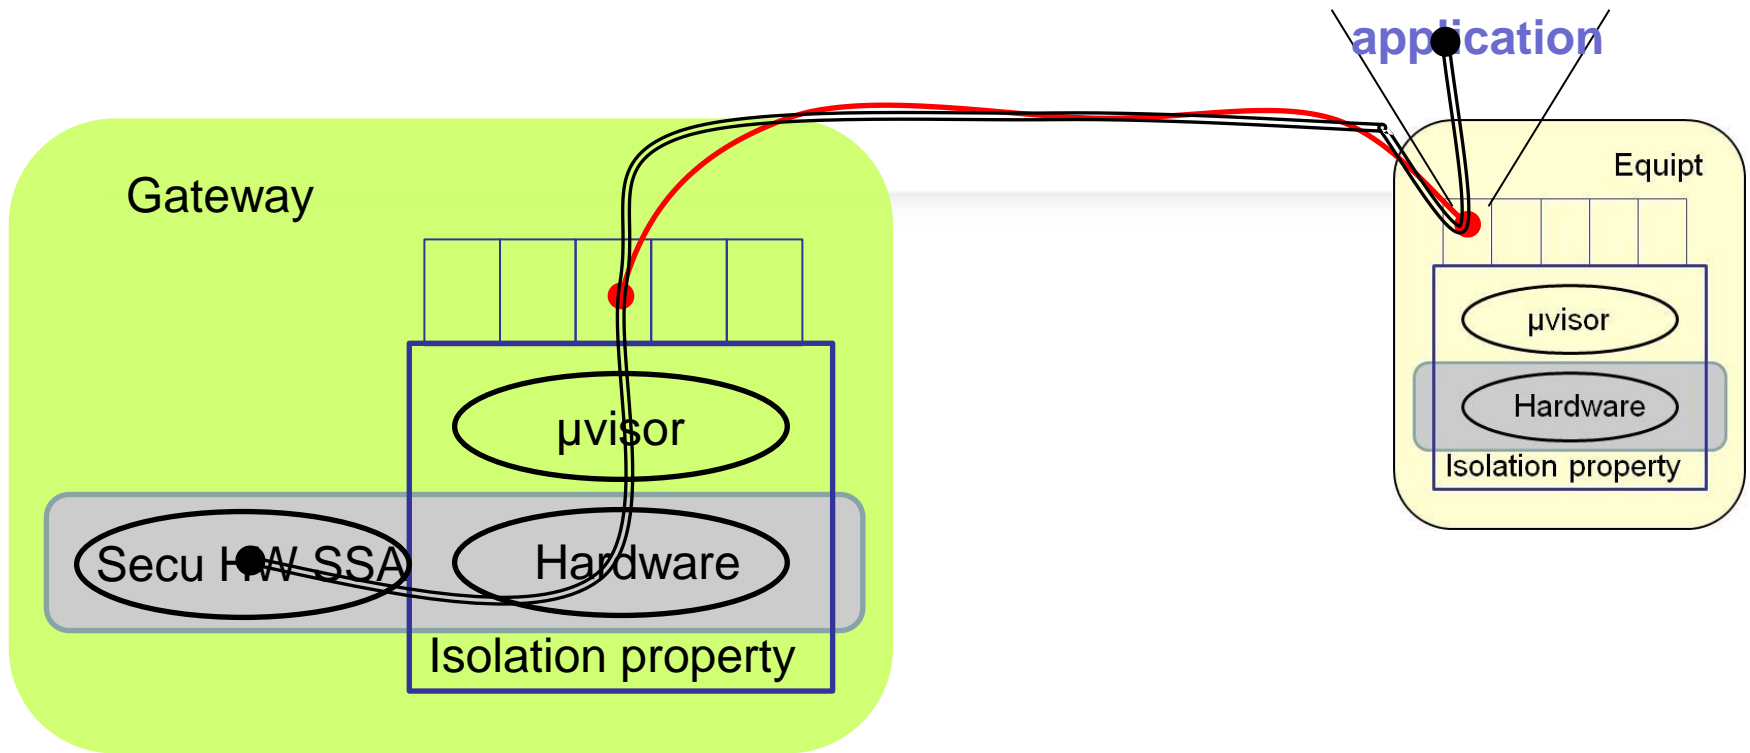 application
Equipt
Gateway
µvisor
Hardware
Isolation property
µvisor
Secu HW SSA
Hardware
Isolation property